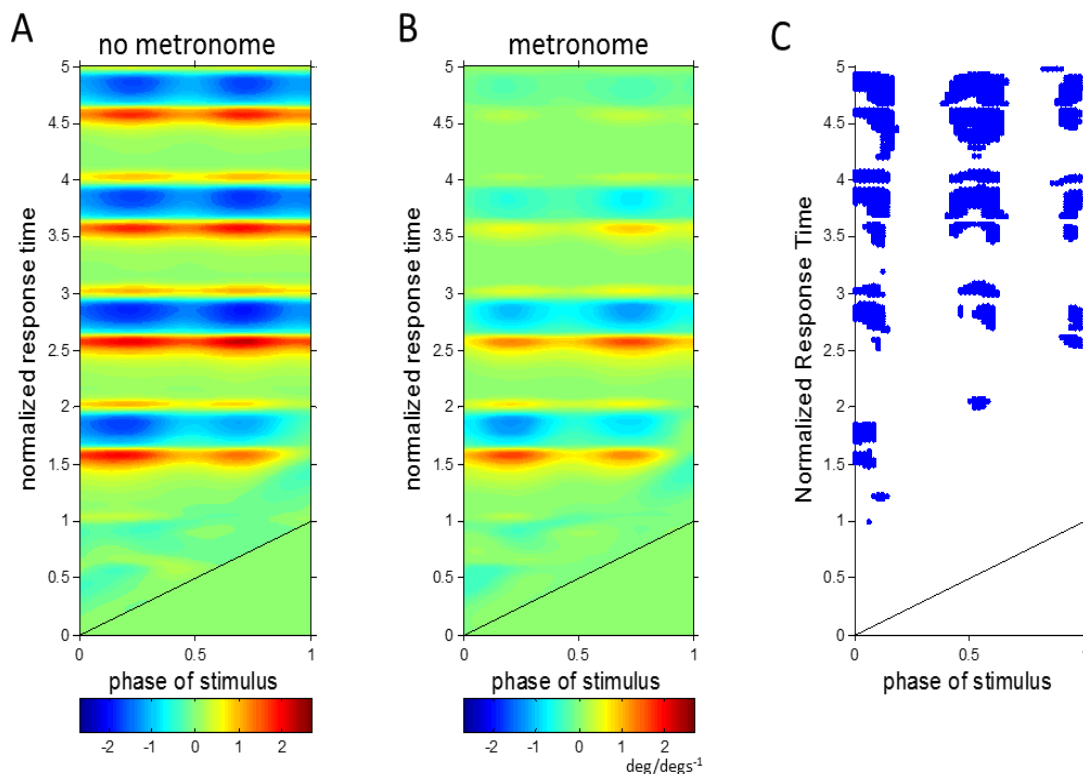 A
no metronome
normalized response time
5
4.5
4
3.5
3
2.5
2
1.5
1
0.5
0
0 0.5 1
phase of stimulus
-2 -1 0 1 2
B
metronome
normalized response time
5
4.5
4
3.5
3
2.5
2
1.5
1
0.5
0
0 0.5 1
phase of stimulus
-2 -1 0 1 2
deg/degs-1
C
Normalized Response Time
5
4.5
4
3.5
3
2.5
2
1.5
1
0.5
0
0 0.5 1
phase of stimulus